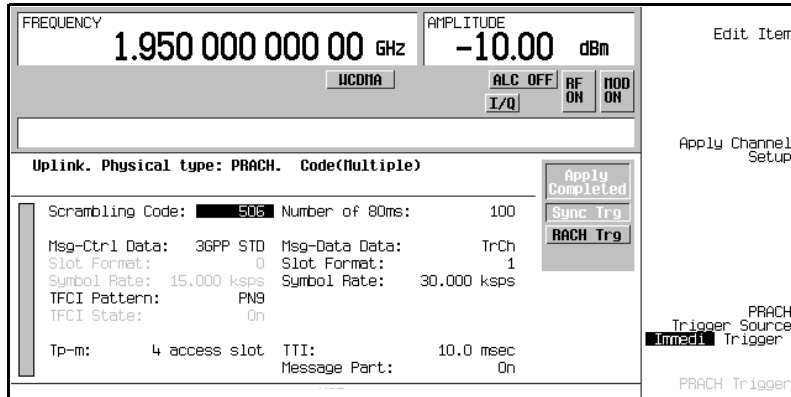 FREQUENCY
1.950 000 000 00 GHz
AMPLITUDE
-10.00 dBm
WCDMA
ALC OFF
I/Q
RF ON
MOD ON
Uplink. Physical type: PRACH. Code(Multiple)
Apply Completed
Sync Trg
RACH Trg
Scrambling Code: 506 Number of 80ms: 100
Msg-Ctrl Data: 3GPP STD Msg-Data Data: TrCh
Slot Format: 0 Slot Format: 1
Symbol Rate: 15.000 ksps Symbol Rate: 30.000 ksps
TFCI Pattern: PN9
TFCI State: On
Tp-m: 4 access slot TTI: 10.0 msec
Message Part: On
Edit Item
Apply Channel
Setup
PRACH
Trigger Source
Immedi Trigger
PRACH Trigger